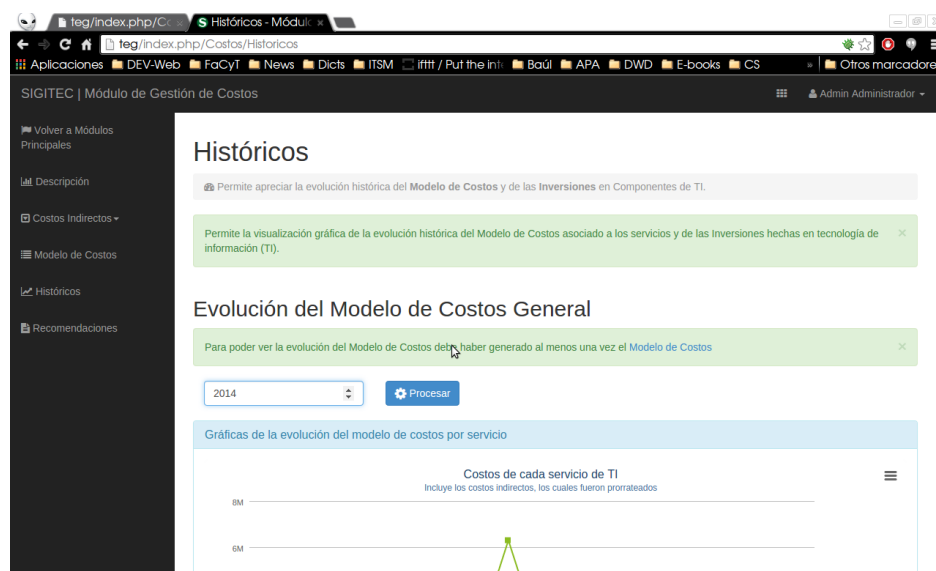 teg/index.php/Co
Históricos - Módulo
teg/index.php/Costos/Historicos
Aplicaciones DEV-Web FaCyT News Dicts ITSM ifttt / Put the inte Baúl APA DWD E-books CS » Otros marcadore
SIGITEC | Módulo de Gestión de Costos
Admin Administrador
Volver a Módulos
Principales
Descripción
Costos Indirectos
Modelo de Costos
Históricos
Recomendaciones
Históricos
Permite apreciar la evolución histórica del Modelo de Costos y de las Inversiones en Componentes de TI.
Permite la visualización gráfica de la evolución histórica del Modelo de Costos asociado a los servicios y de las Inversiones hechas en tecnología de
información (TI).
×
Evolución del Modelo de Costos General
Para poder ver la evolución del Modelo de Costos debe haber generado al menos una vez el Modelo de Costos
×
2014
Procesar
Gráficas de la evolución del modelo de costos por servicio
Costos de cada servicio de TI
Incluye los costos indirectos, los cuales fueron prorrateados
8M
6M